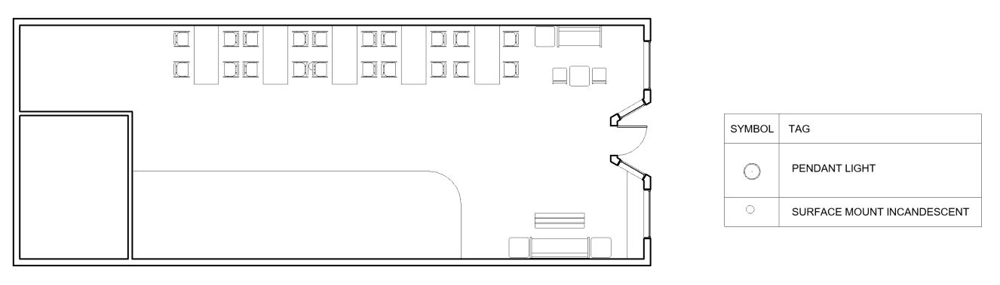 SYMBOL TAG
PENDANT LIGHT
SURFACE MOUNT INCANDESCENT